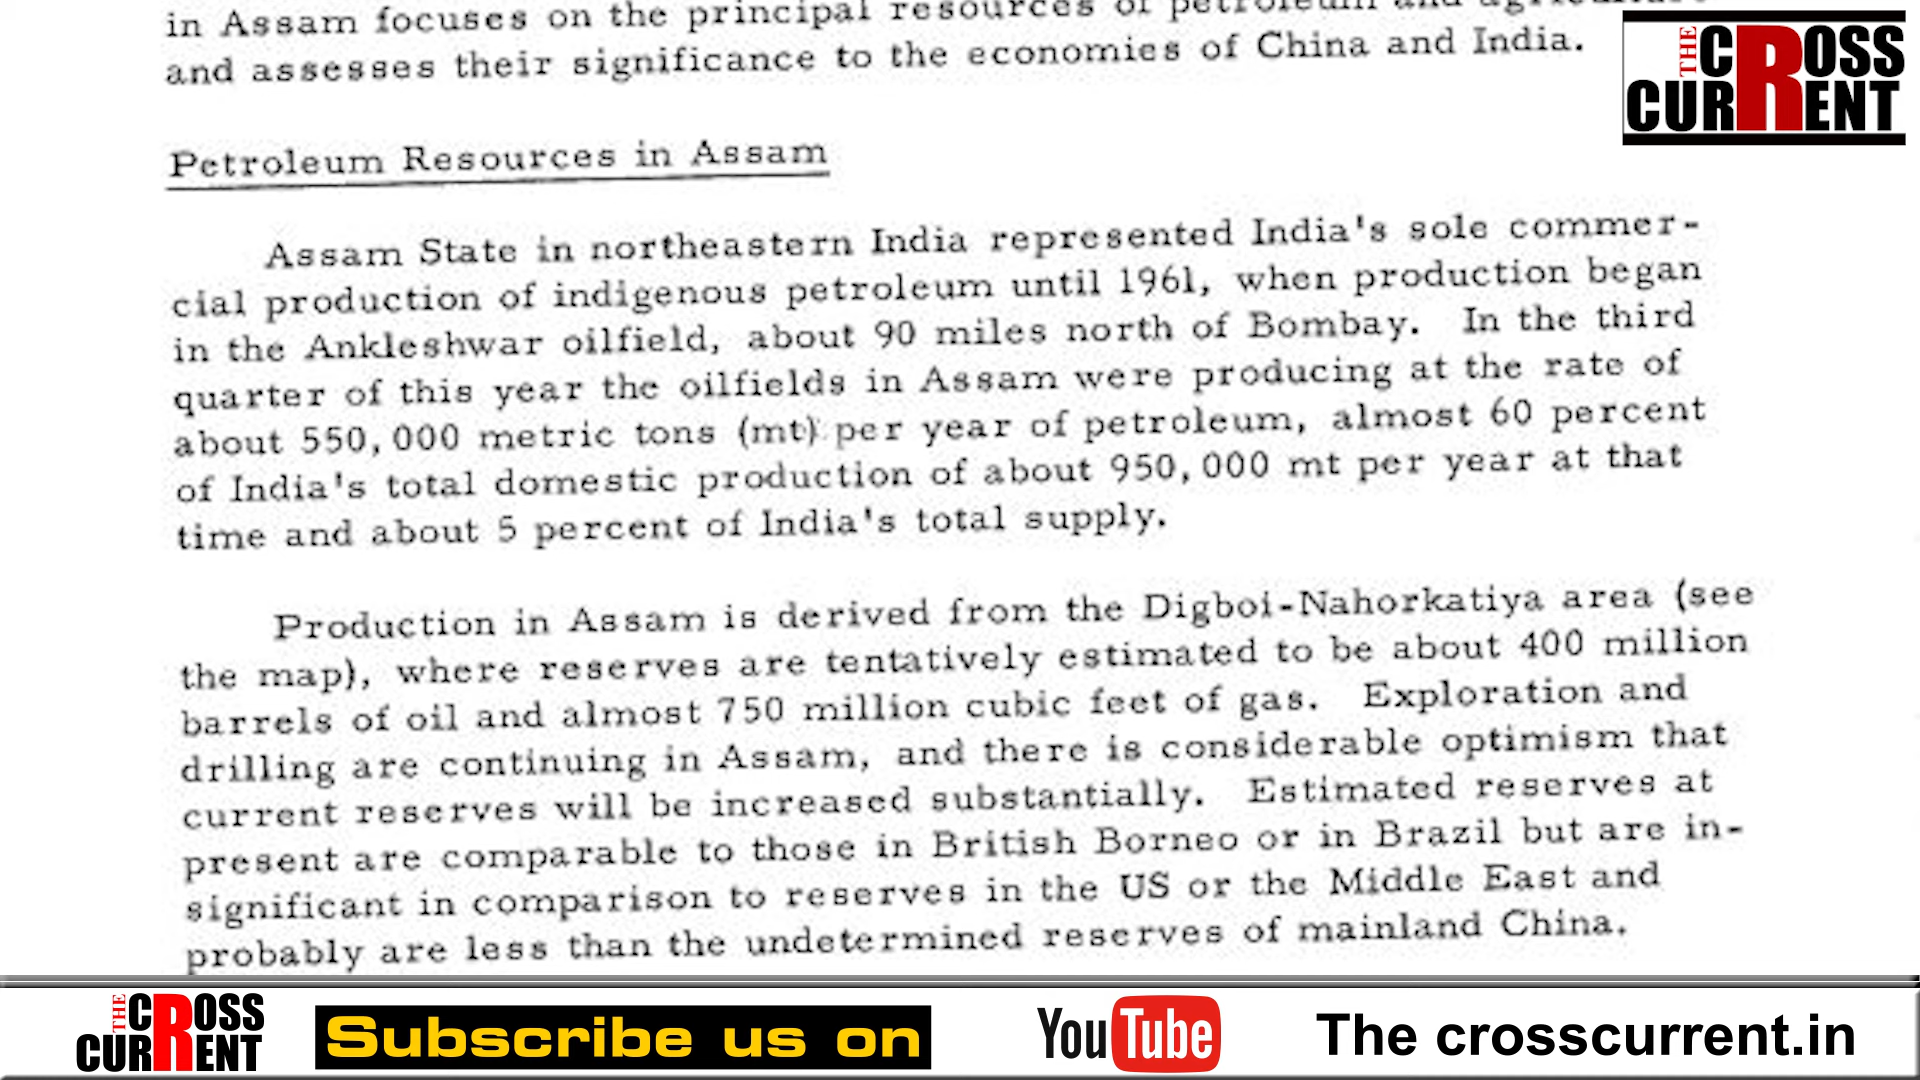 in Assam focuses on the principal resources of petroleum and agriculture
and assesses their significance to the economies of China and India.
THE CROSS
CURRENT
Petroleum Resources in Assam
Assam State in northeastern India represented India's sole commer-
cial production of indigenous petroleum until 1961, when production began
in the Ankleshwar oilfield, about 90 miles north of Bombay. In the third
quarter of this year the oilfields in Assam were producing at the rate of
about 550,000 metric tons (mt) per year of petroleum, almost 60 percent
of India's total domestic production of about 950,000 mt per year at that
time and about 5 percent of India's total supply.
Production in Assam is derived from the Digboi-Nahorkatiya area (see
the map), where reserves are tentatively estimated to be about 400 million
barrels of oil and almost 750 million cubic feet of gas. Exploration and
drilling are continuing in Assam, and there is considerable optimism that
current reserves will be increased substantially. Estimated reserves at
present are comparable to those in British Borneo or in Brazil but are in-
significant in comparison to reserves in the US or the Middle East and
probably are less than the undetermined reserves of mainland China.
THE CROSS
CURRENT
Subscribe us on
YouTube
The crosscurrent.in